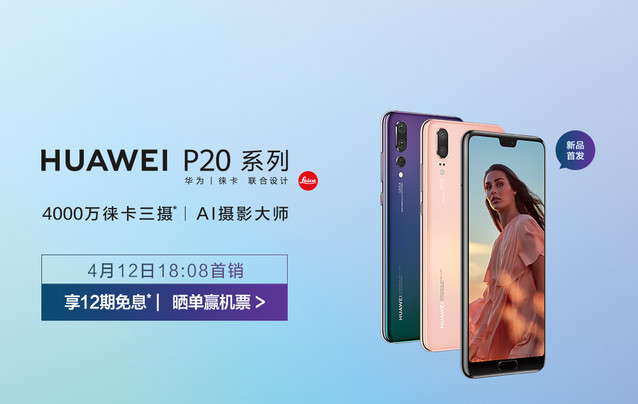 HUAWEI P20 系列
华为 | 徕卡 联合设计
Leica
4000万徕卡三摄* | AI摄影大师
4月12日18:08首销
享12期免息* | 晒单赢机票 >
新品
首发
HUAWEI
HUAWEI